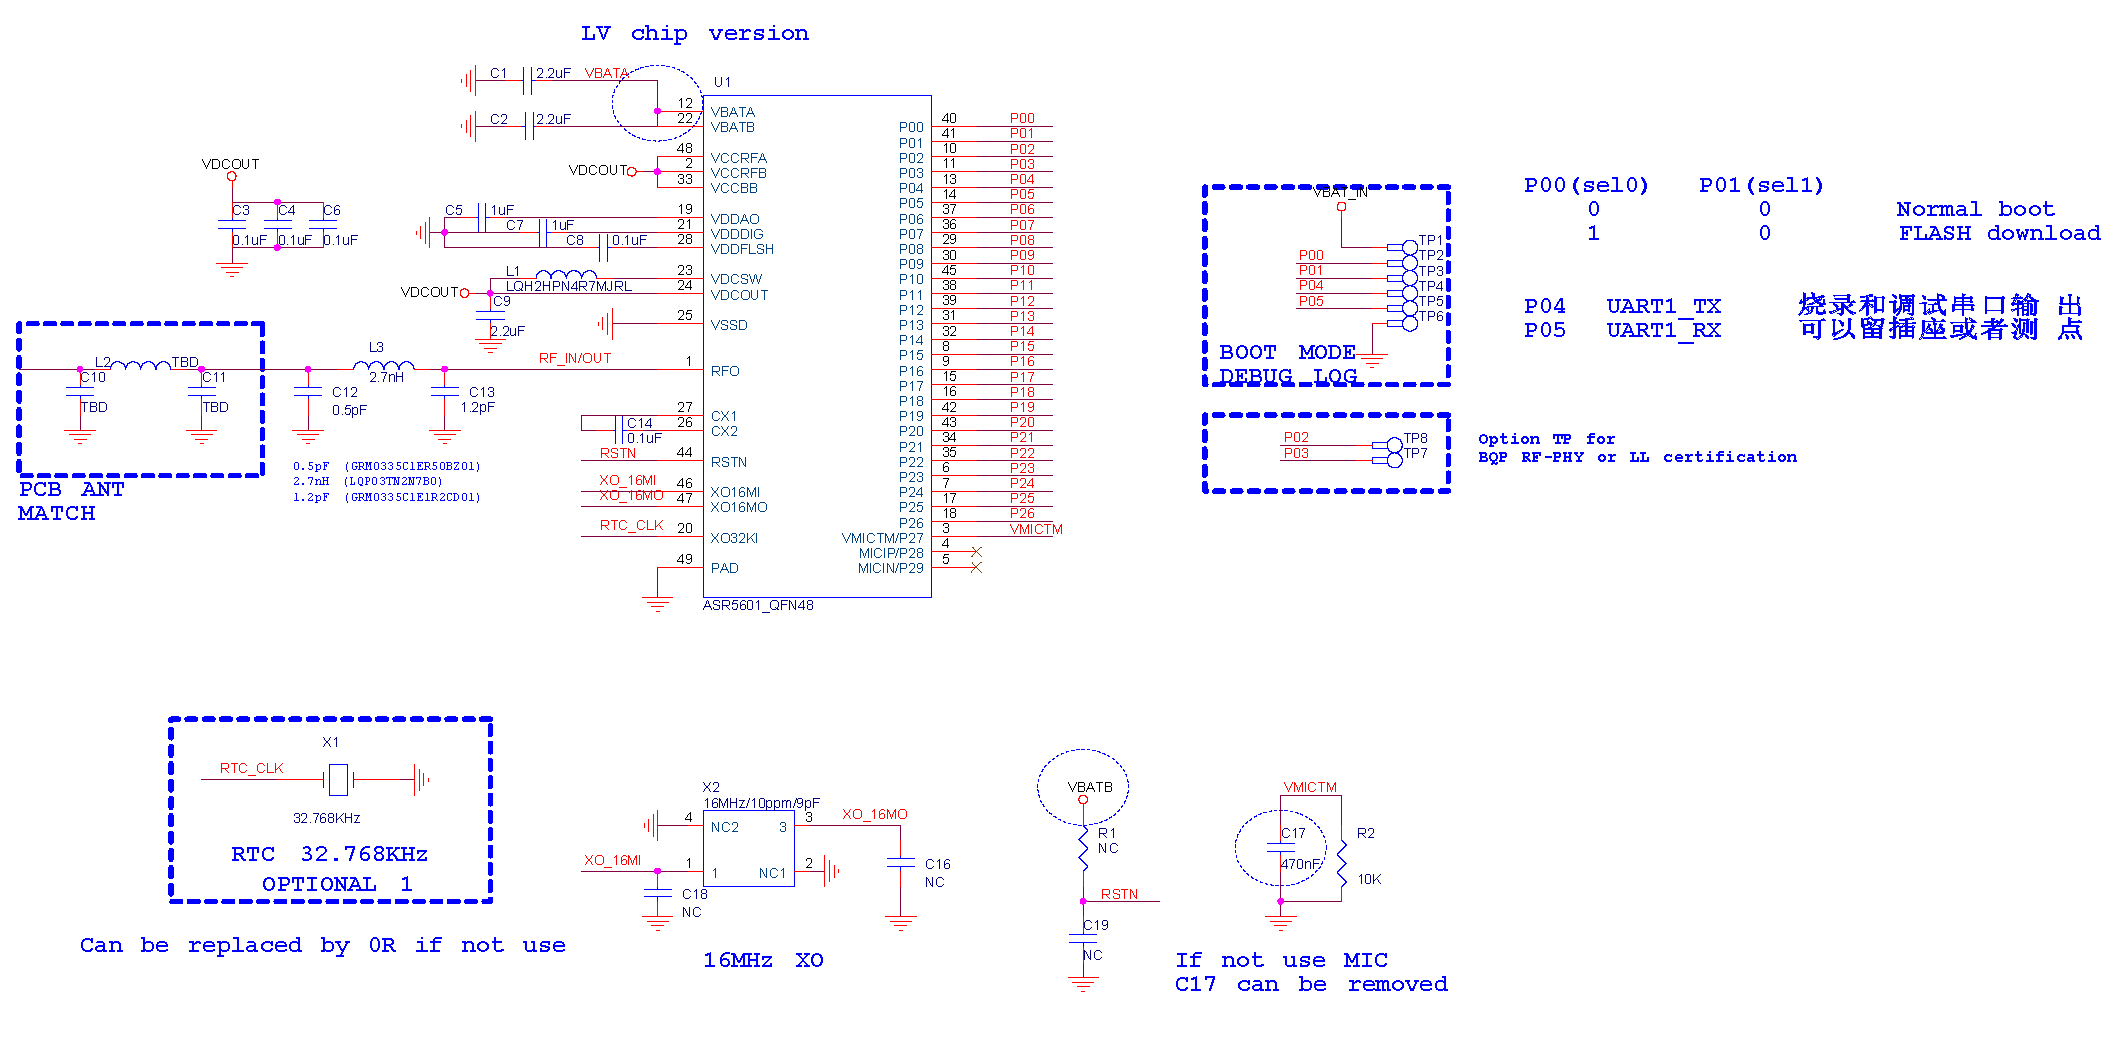 LV chip version
C1 2.2uF VBATA
U1
C2 2.2uF
12 VBATA
22 VBATB
VDCOUT
48 VCCRFA
2 VCCRFB
33 VCCBB
VDCOUT
C3 C4 C6
0.1uF 0.1uF 0.1uF
C5 1uF 19 VDDAO
C7 1uF 21 VDDDIG
C8 0.1uF 28 VDDFLSH
L1 23 VDCSW
LQH2HPN4R7MJRL
VDCOUT 24 VDCOUT
C9
2.2uF
25 VSSD
L3
2.7nH
RF_IN/OUT 1 RFO
L2 TBD
C10 C11
TBD TBD
C12
0.5pF
C13
1.2pF
27 CX1
26 CX2
C14
0.1uF
RSTN 44 RSTN
0.5pF (GRM0335C1ER50BZ01)
2.7nH (LQP03TN2N7B0)
1.2pF (GRM0335C1E1R2CD01)
PCB ANT
MATCH
XO_16MI 46 XO16MI
XO_16MO 47 XO16MO
RTC_CLK 20 XO32KI
49 PAD
ASR5601_QFN48
P00 40 P00
P01 41 P01
P02 10 P02
P03 11 P03
P04 13 P04
P05 14 P05
P06 37 P06
P07 36 P07
P08 29 P08
P09 30 P09
P10 45 P10
P11 38 P11
P12 39 P12
P13 31 P13
P14 32 P14
P15 8 P15
P16 9 P16
P17 15 P17
P18 16 P18
P19 42 P19
P20 43 P20
P21 34 P21
P22 35 P22
P23 6 P23
P24 7 P24
P25 17 P25
P26 18 P26
VMICTM/P27 3 VMICTM
MICIP/P28 4
MICIN/P29 5
VBAT_IN
TP1
P00 TP2
P01 TP3
P04 TP4
P05 TP5
TP6
BOOT MODE
DEBUG LOG
P00(sel0) P01(sel1)
0 0 Normal boot
1 0 FLASH download
P04 UART1_TX 烧录和调试串口输 出
P05 UART1_RX 可以留插座或者测 点
P02 TP8
P03 TP7
Option TP for
BQP RF-PHY or LL certification
X1
RTC_CLK
32.768KHz
RTC 32.768KHz
OPTIONAL 1
Can be replaced by 0R if not use
X2
16MHz/10ppm/9pF
4 NC2 3 3 XO_16MO
XO_16MI 1 1 NC1 2
C16
NC
C18
NC
16MHz XO
VBATB
R1
NC
RSTN
C19
NC
VMICTM
C17
470nF
R2
10K
If not use MIC
C17 can be removed